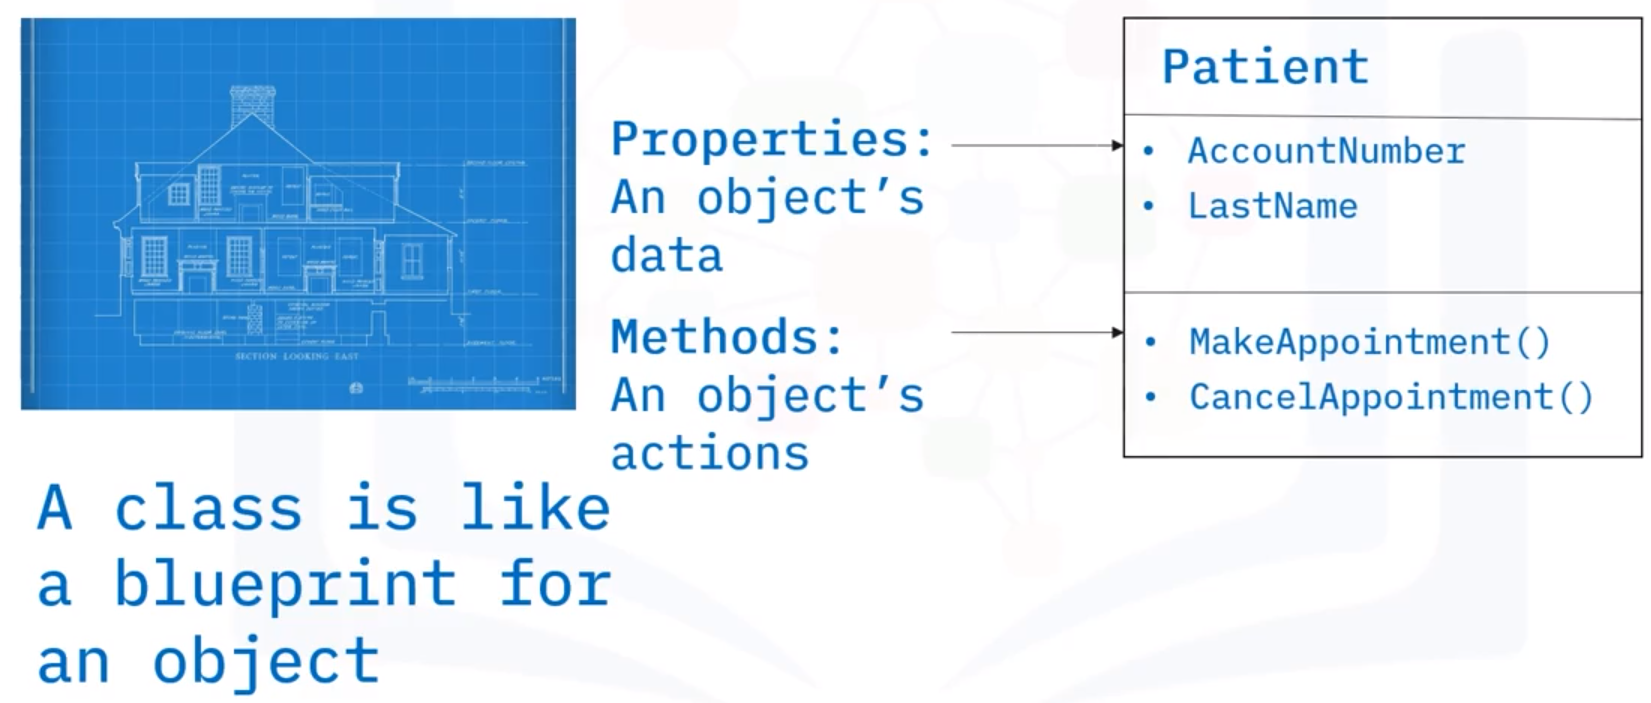 SECTION LOOKING EAST
A class is like
a blueprint for
an object
Properties:
An object’s
data
Methods:
An object’s
actions
Patient
• AccountNumber
• LastName
• MakeAppointment()
• CancelAppointment()